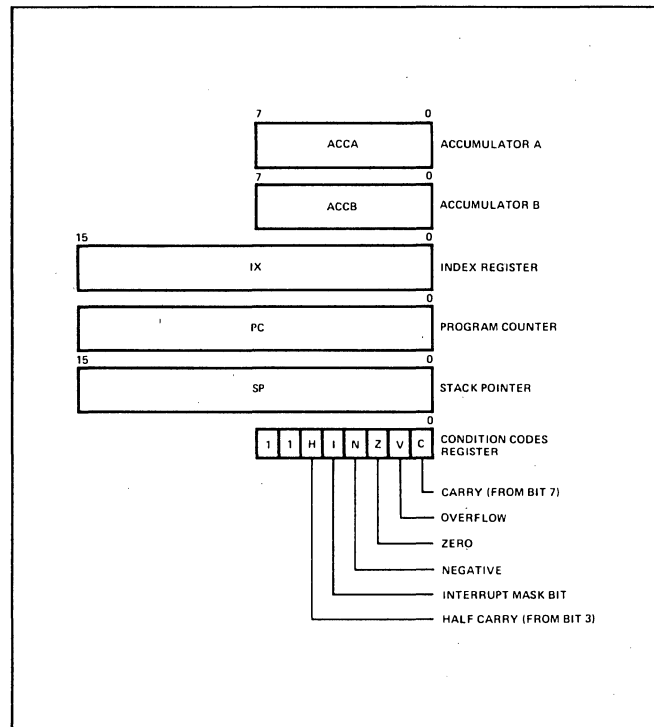 7 0
ACCA ACCUMULATOR A
7 0
ACCB ACCUMULATOR B
15 0
IX INDEX REGISTER
0
PC PROGRAM COUNTER
15 0
SP STACK POINTER
0
1 1 H I N Z V C CONDITION CODES
REGISTER
CARRY (FROM BIT 7)
OVERFLOW
ZERO
NEGATIVE
INTERRUPT MASK BIT
HALF CARRY (FROM BIT 3)